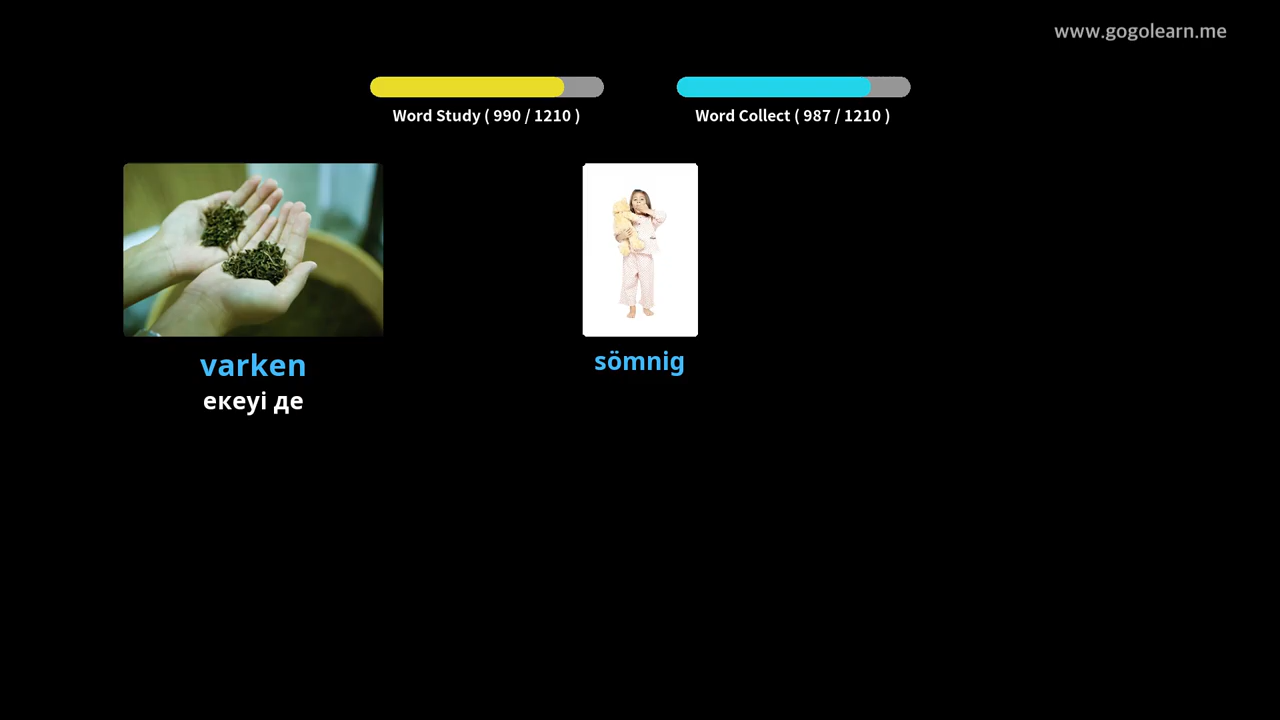 www.gogolearn.me
Word Study ( 990 / 1210 )
Word Collect ( 987 / 1210 )
varken
екеуі де
sömnig